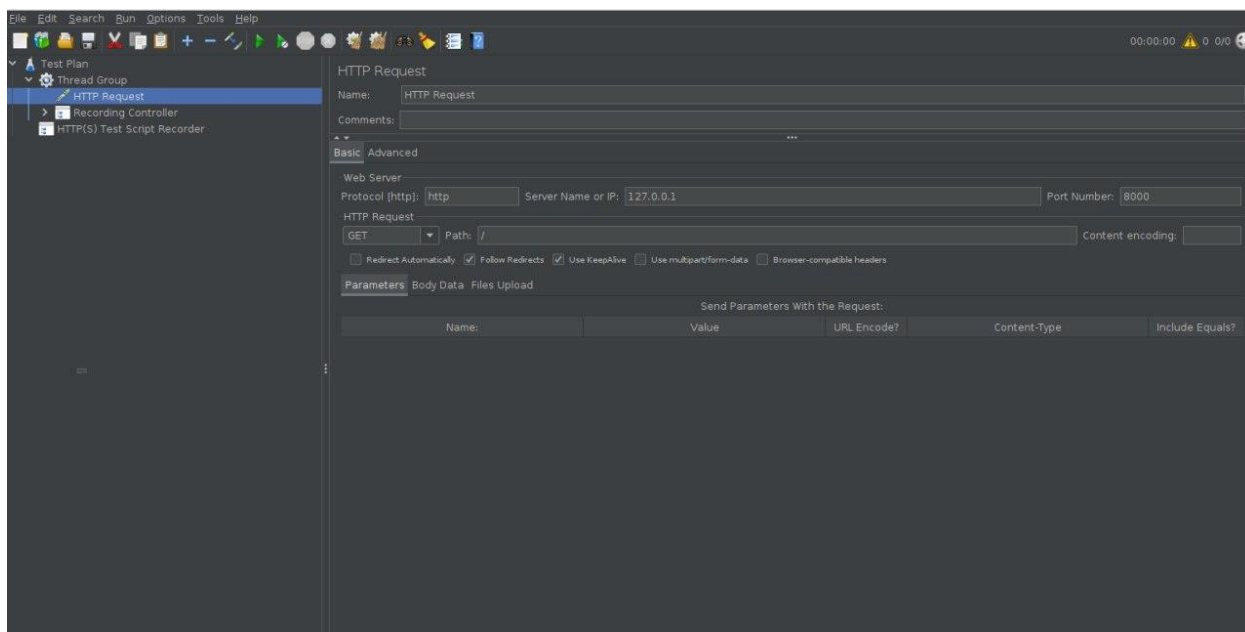 File Edit Search Run Options Tools Help
00:00:00 0 0/0
Test Plan
Thread Group
HTTP Request
Recording Controller
HTTP(S) Test Script Recorder
HTTP Request
Name: HTTP Request
Comments:
Basic Advanced
Web Server
Protocol [http]: http Server Name or IP: 127.0.0.1 Port Number: 8000
HTTP Request
GET Path: / Content encoding:
Redirect Automatically Follow Redirects Use KeepAlive Use multipart/form-data Browser-compatible headers
Parameters Body Data Files Upload
Send Parameters With the Request:
Name: Value URL Encode? Content-Type Include Equals?